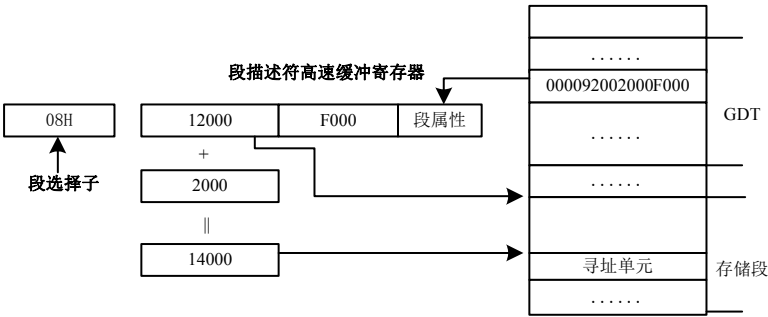 ......
段描述符高速缓冲寄存器
000092002000F000
08H
12000
F000
段属性
GDT
+
......
段选择子
2000
......
||
14000
寻址单元
存储段
......